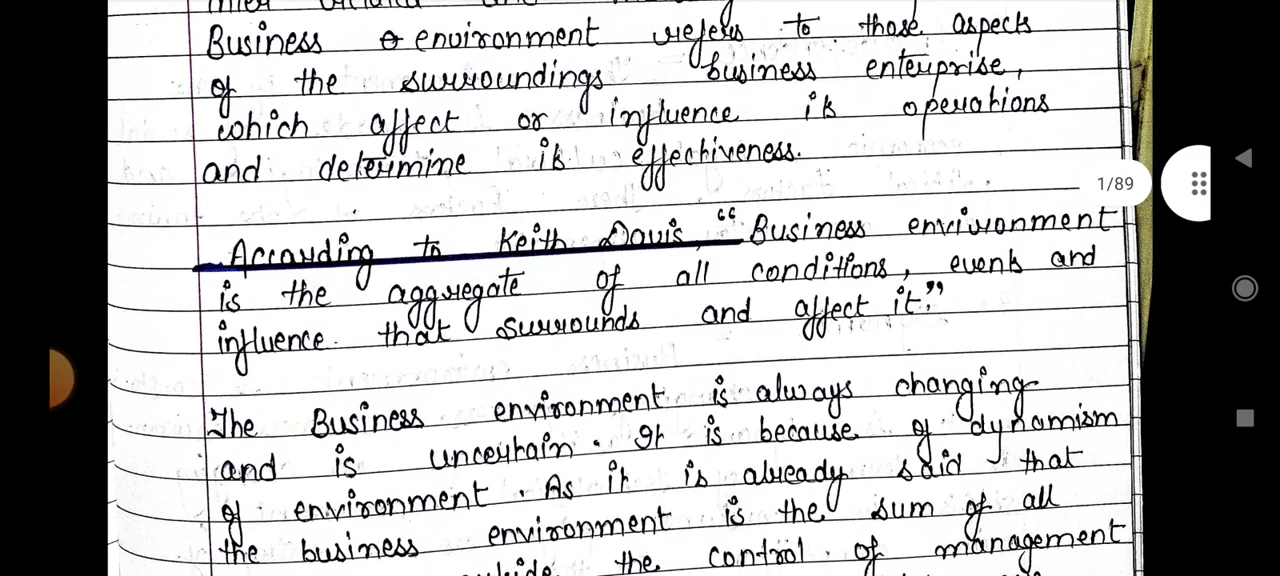 Business environment refers to those aspects
of the surroundings business enterprise,
which affect or influence its operations
and determine its effectiveness.
1/89
According to Keith Davis, "Business environment
is the aggregate of all conditions, events and
influence that surrounds and affect it."
The Business environment is always changing
and is uncertain. It is because of dynamism
of environment. As it is already said that
the business environment is the sum of all
the control of management